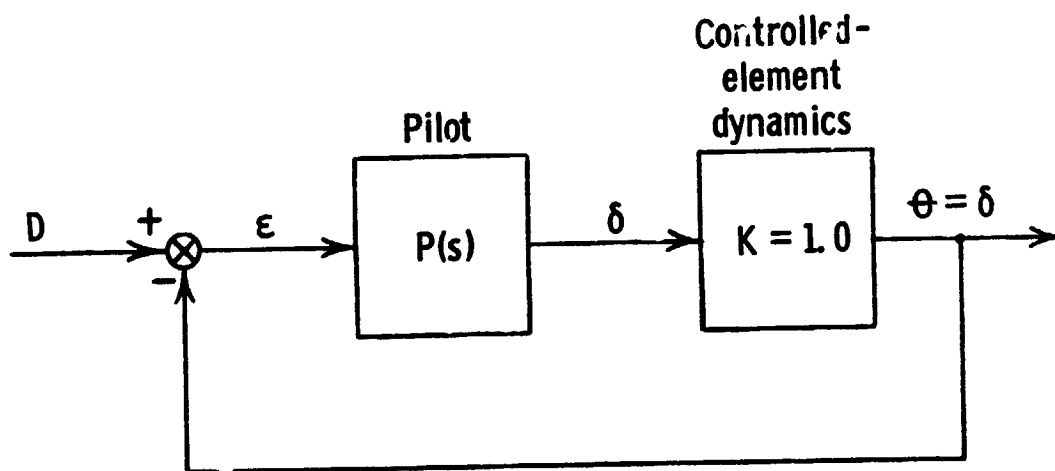 Controlled-
element
dynamics
Pilot
D
+
-
ε
P(s)
δ
K = 1.0
θ = δ